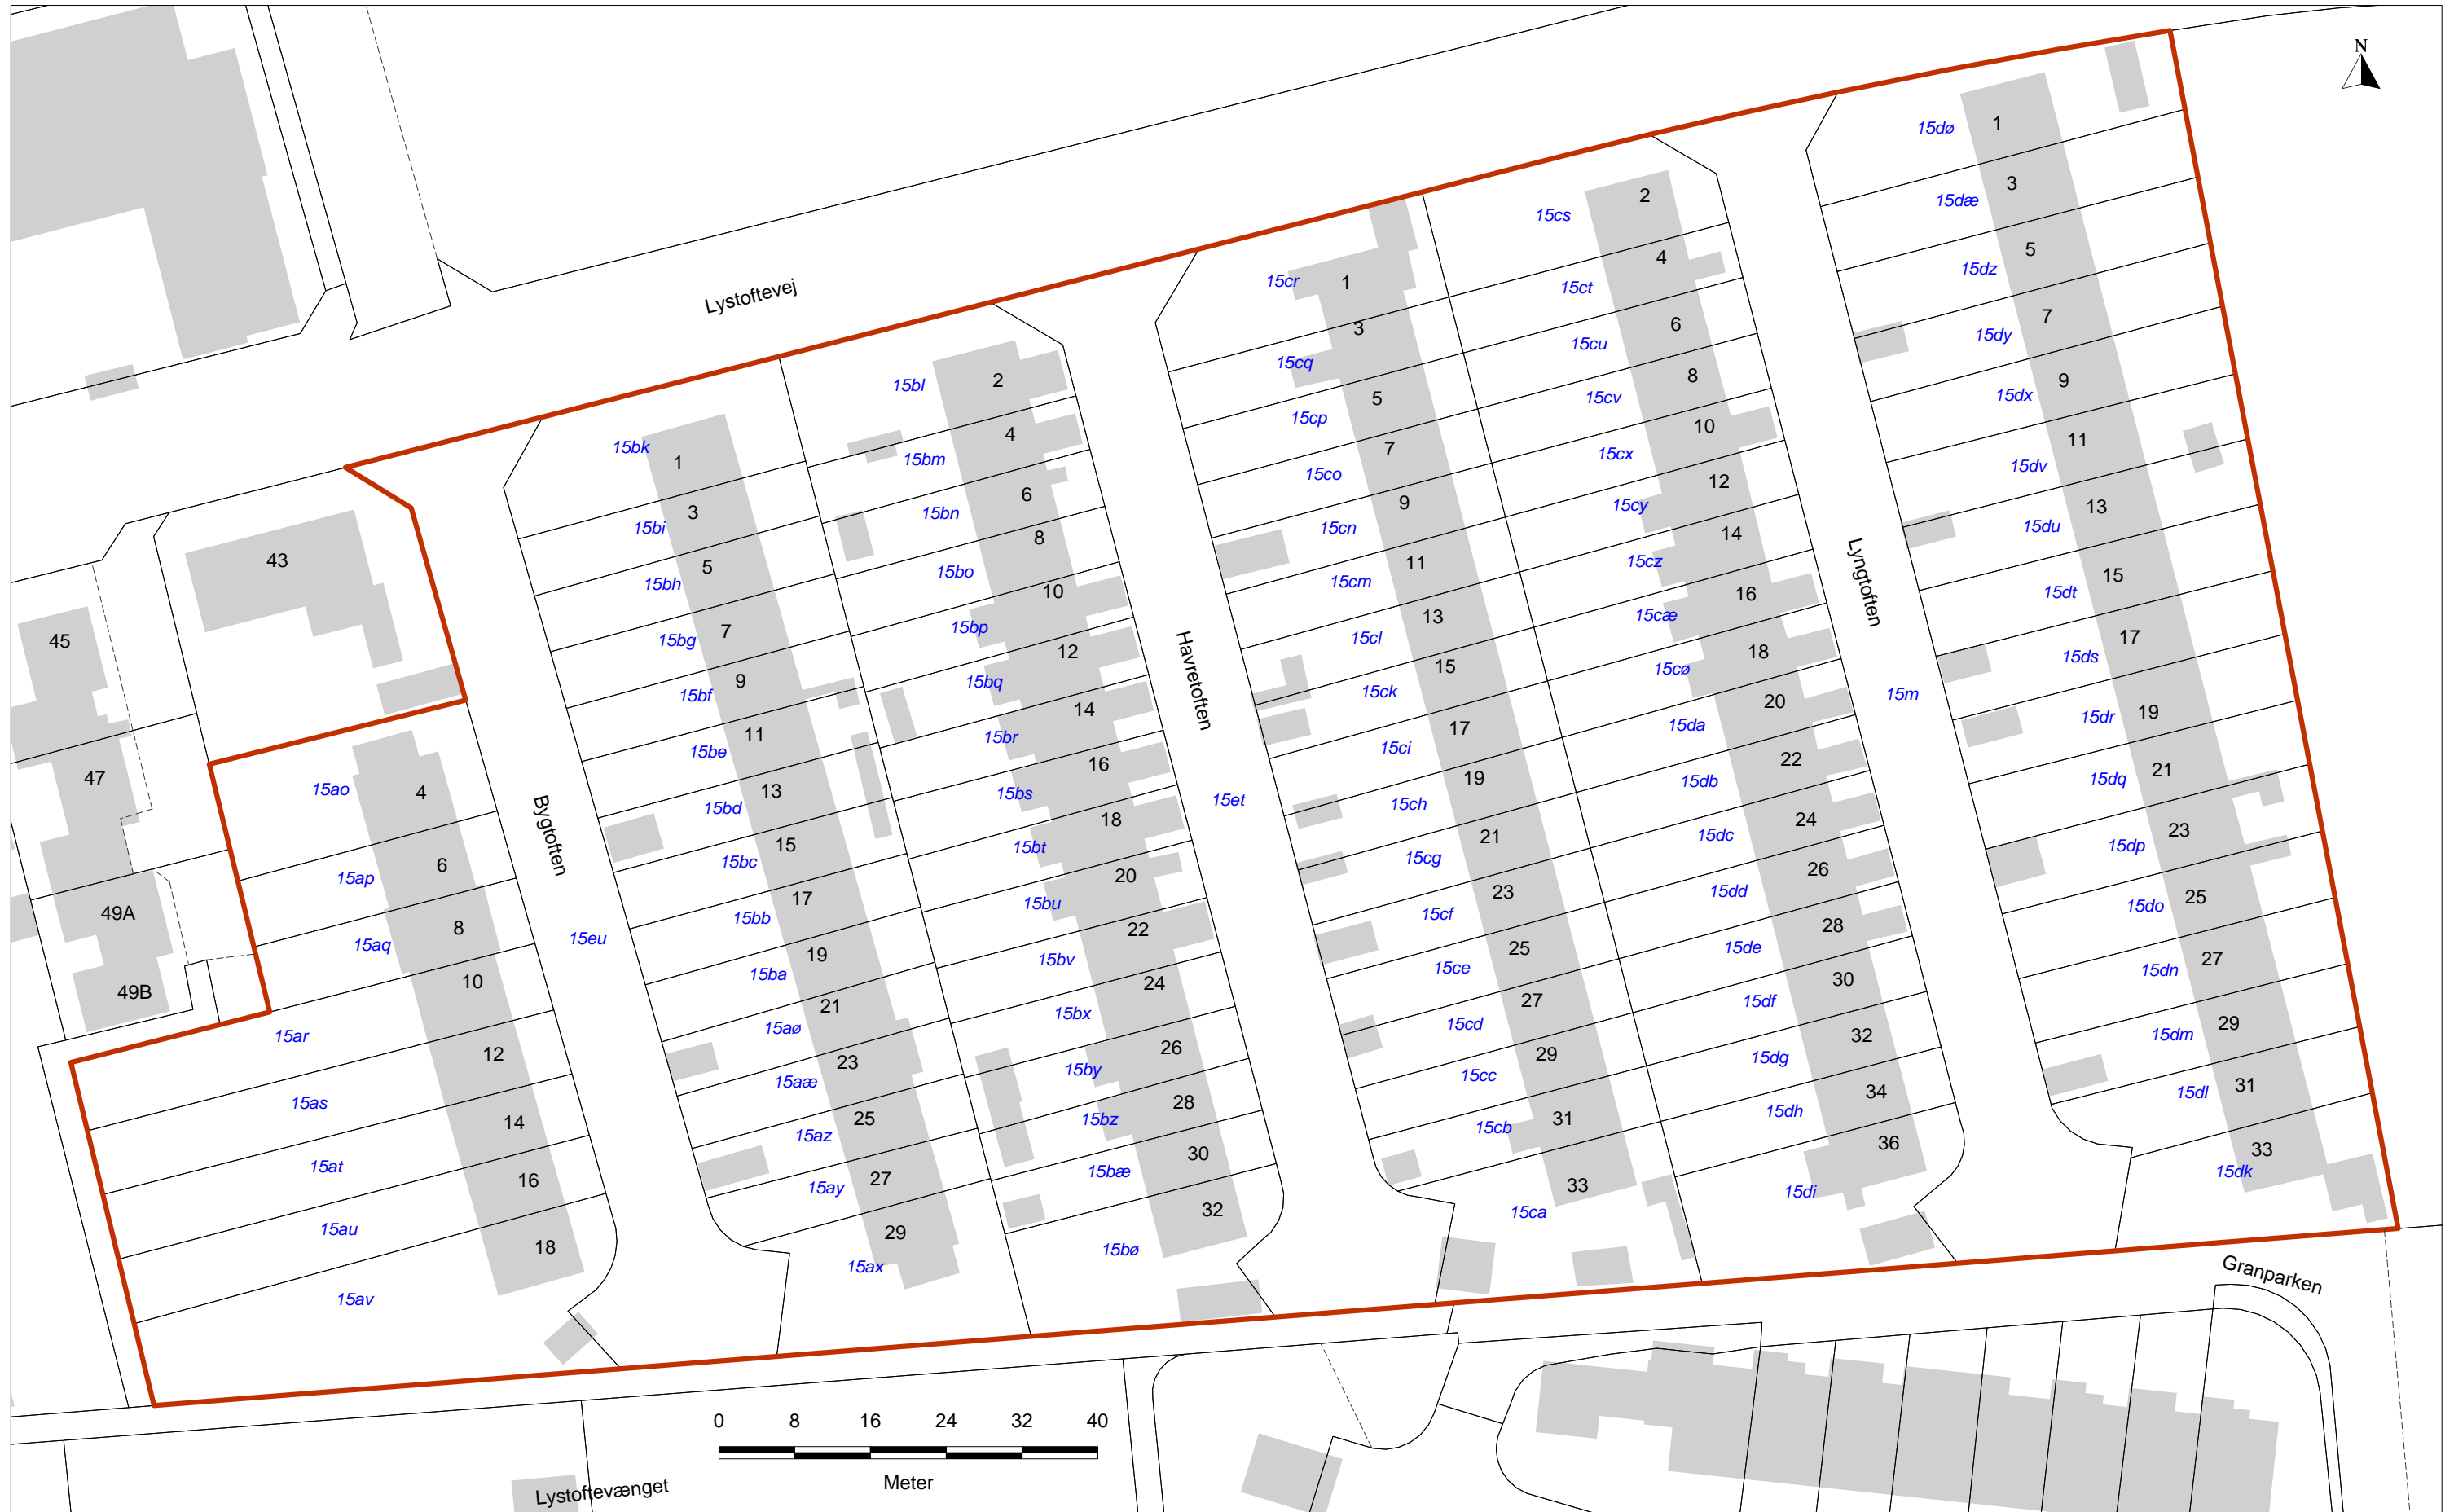 N
Lystoftevej
43
45
47
49A
49B
15ao 4
15ap 6
15aq 8
15ar 10
15as 12
15at 14
15au 16
15av 18
Bygtoften
15eu
15bk 1
15bi 3
15bh 5
15bg 7
15bf 9
15be 11
15bd 13
15bc 15
15bb 17
15ba 19
15aø 21
15aæ 23
15az 25
15ay 27
15ax 29
15bl 2
15bm 4
15bn 6
15bo 8
15bp 10
15bq 12
15br 14
15bs 16
15bt 18
15bu 20
15bv 22
15bx 24
15by 26
15bz 28
15bæ 30
15bø 32
Havretoften
15et
15cr 1
15cq 3
15cp 5
15co 7
15cn 9
15cm 11
15cl 13
15ck 15
15ci 17
15ch 19
15cg 21
15cf 23
15ce 25
15cd 27
15cc 29
15cb 31
15ca 33
15cs 2
15ct 4
15cu 6
15cv 8
15cx 10
15cy 12
15cz 14
15cæ 16
15cø 18
15da 20
15db 22
15dc 24
15dd 26
15de 28
15df 30
15dg 32
15dh 34
15di 36
Lyngtoften
15m
15dø 1
15dæ 3
15dz 5
15dy 7
15dx 9
15dv 11
15du 13
15dt 15
15ds 17
15dr 19
15dq 21
15dp 23
15do 25
15dn 27
15dm 29
15dl 31
15dk 33
Granparken
0 8 16 24 32 40
Meter
Lystoftevænget